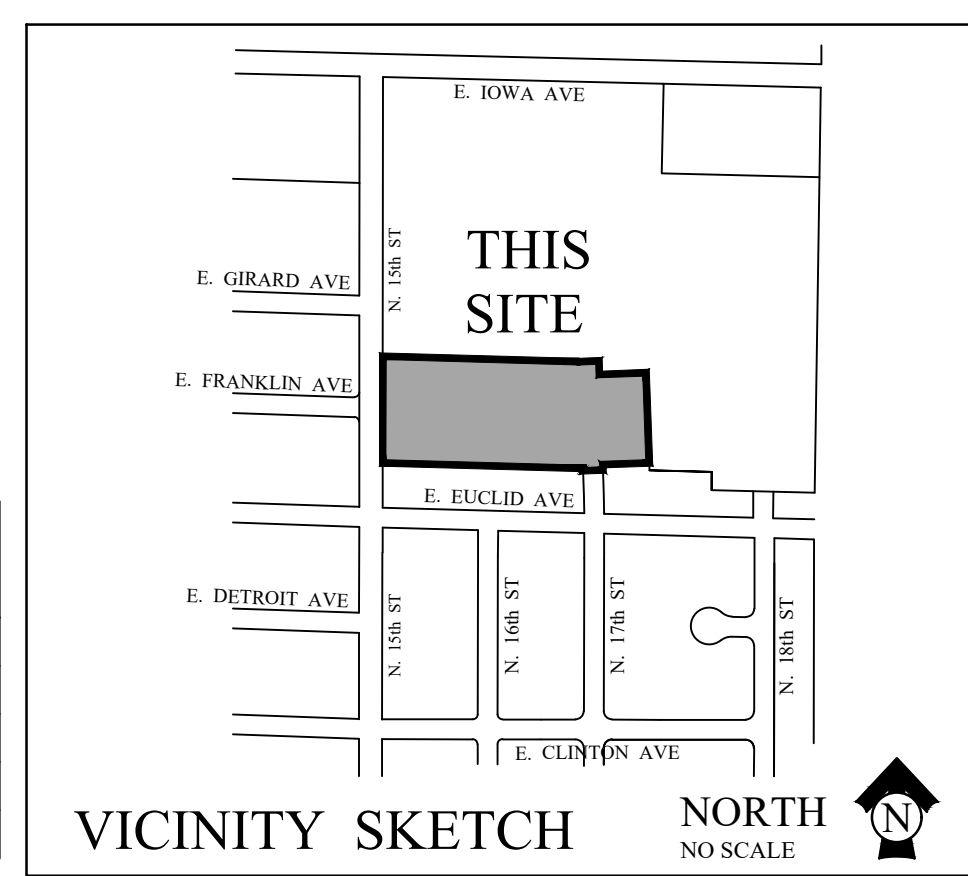 E. IOWA AVE
N. 15th ST
THIS
SITE
E. GIRARD AVE
E. FRANKLIN AVE
E. EUCLID AVE
E. DETROIT AVE
N. 15th ST
N. 16th ST
N. 17th ST
N. 18th ST
E. CLINTON AVE
VICINITY SKETCH
NORTH
NO SCALE
N